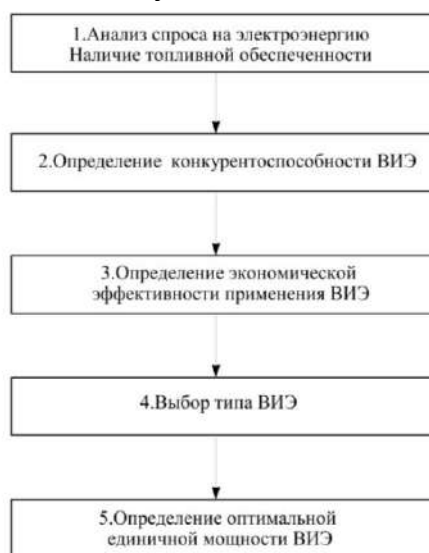 1.Анализ спроса на электроэнергию
Наличие топливной обеспеченности
2.Определение конкурентоспособности ВИЭ
3.Определение экономической
эффективности применения ВИЭ
4.Выбор типа ВИЭ
5.Определение оптимальной
единичной мощности ВИЭ